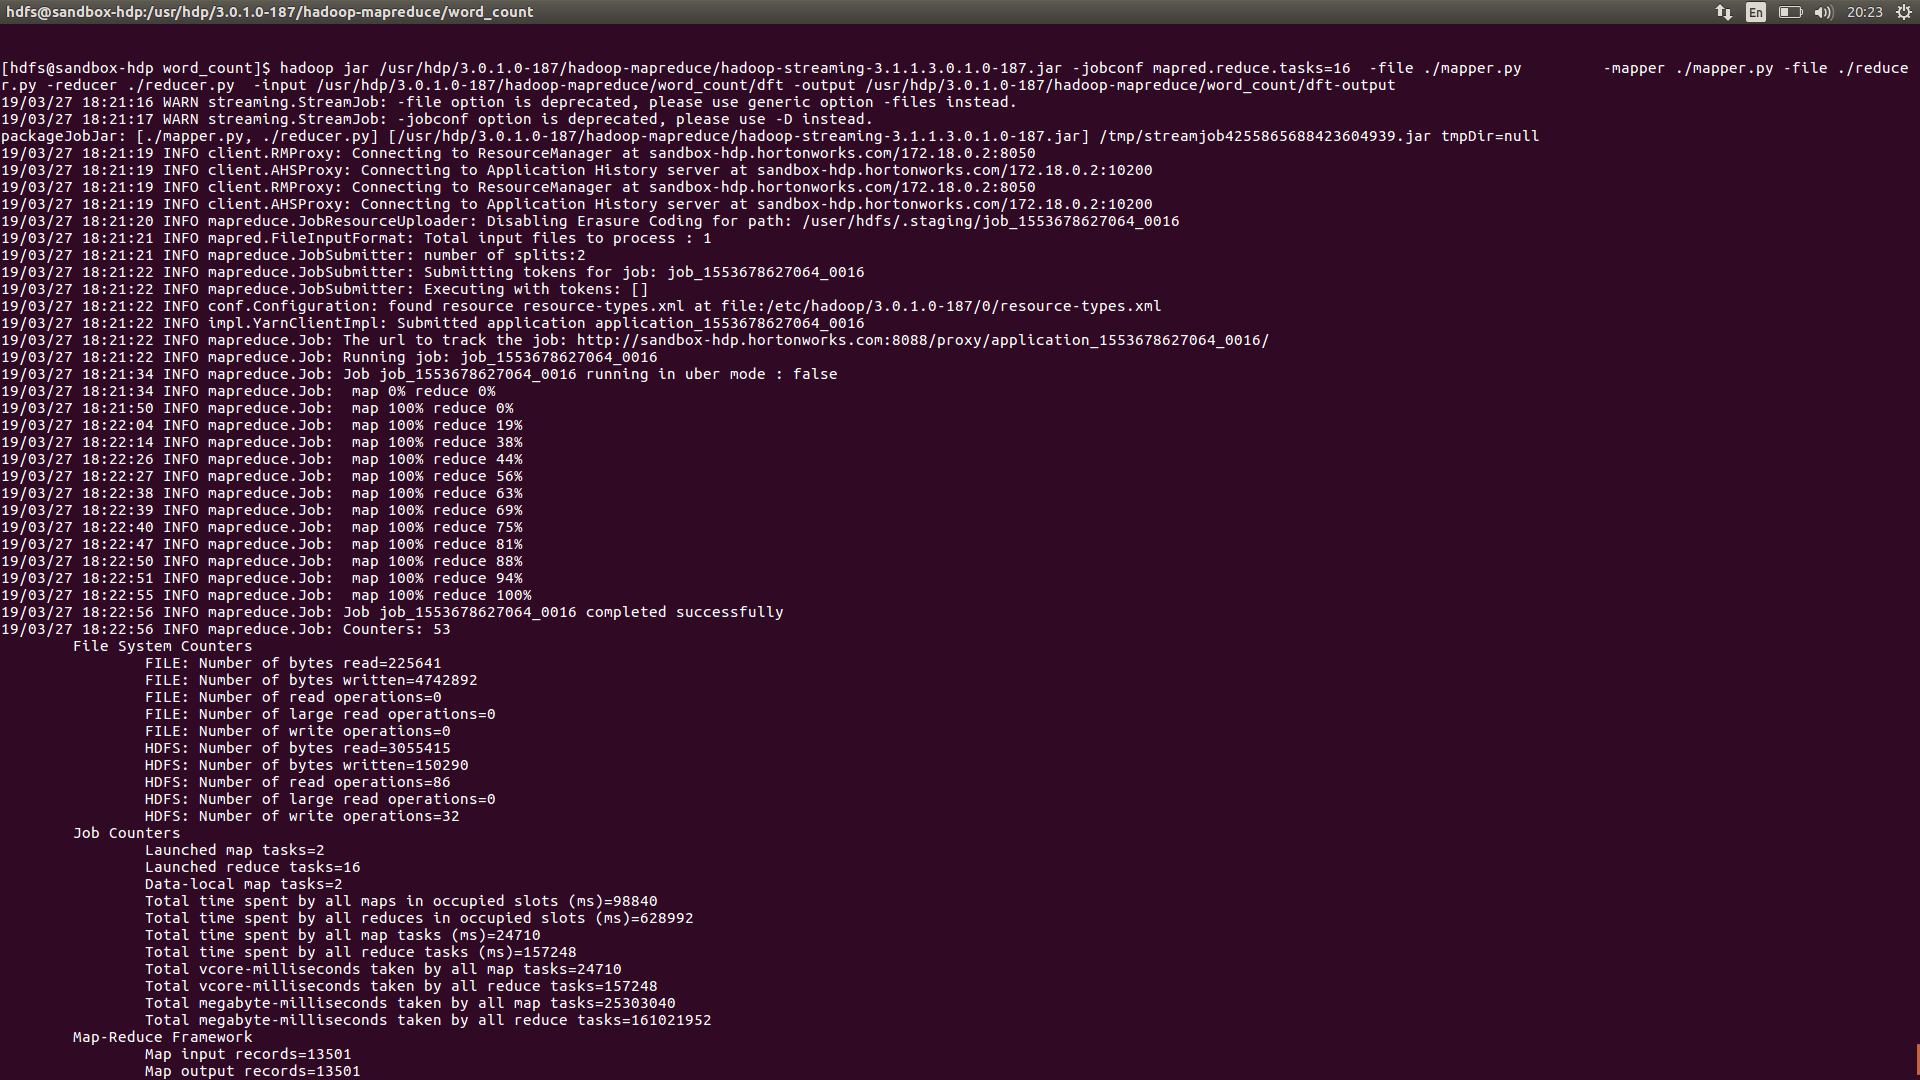 hdfs@sandbox-hdp:/usr/hdp/3.0.1.0-187/hadoop-mapreduce/word_count
En
20:23
[hdfs@sandbox-hdp word_count]$ hadoop jar /usr/hdp/3.0.1.0-187/hadoop-mapreduce/hadoop-streaming-3.1.1.3.0.1.0-187.jar -jobconf mapred.reduce.tasks=16  -file ./mapper.py         -mapper ./mapper.py -file ./reduce
r.py -reducer ./reducer.py  -input /usr/hdp/3.0.1.0-187/hadoop-mapreduce/word_count/dft -output /usr/hdp/3.0.1.0-187/hadoop-mapreduce/word_count/dft-output
19/03/27 18:21:16 WARN streaming.StreamJob: -file option is deprecated, please use generic option -files instead.
19/03/27 18:21:17 WARN streaming.StreamJob: -jobconf option is deprecated, please use -D instead.
packageJobJar: [./mapper.py, ./reducer.py] [/usr/hdp/3.0.1.0-187/hadoop-mapreduce/hadoop-streaming-3.1.1.3.0.1.0-187.jar] /tmp/streamjob4255865688423604939.jar tmpDir=null
19/03/27 18:21:19 INFO client.RMProxy: Connecting to ResourceManager at sandbox-hdp.hortonworks.com/172.18.0.2:8050
19/03/27 18:21:19 INFO client.AHSProxy: Connecting to Application History server at sandbox-hdp.hortonworks.com/172.18.0.2:10200
19/03/27 18:21:19 INFO client.RMProxy: Connecting to ResourceManager at sandbox-hdp.hortonworks.com/172.18.0.2:8050
19/03/27 18:21:19 INFO client.AHSProxy: Connecting to Application History server at sandbox-hdp.hortonworks.com/172.18.0.2:10200
19/03/27 18:21:20 INFO mapreduce.JobResourceUploader: Disabling Erasure Coding for path: /user/hdfs/.staging/job_1553678627064_0016
19/03/27 18:21:21 INFO mapred.FileInputFormat: Total input files to process : 1
19/03/27 18:21:21 INFO mapreduce.JobSubmitter: number of splits:2
19/03/27 18:21:22 INFO mapreduce.JobSubmitter: Submitting tokens for job: job_1553678627064_0016
19/03/27 18:21:22 INFO mapreduce.JobSubmitter: Executing with tokens: []
19/03/27 18:21:22 INFO conf.Configuration: found resource resource-types.xml at file:/etc/hadoop/3.0.1.0-187/0/resource-types.xml
19/03/27 18:21:22 INFO impl.YarnClientImpl: Submitted application application_1553678627064_0016
19/03/27 18:21:22 INFO mapreduce.Job: The url to track the job: http://sandbox-hdp.hortonworks.com:8088/proxy/application_1553678627064_0016/
19/03/27 18:21:22 INFO mapreduce.Job: Running job: job_1553678627064_0016
19/03/27 18:21:34 INFO mapreduce.Job: Job job_1553678627064_0016 running in uber mode : false
19/03/27 18:21:34 INFO mapreduce.Job:  map 0% reduce 0%
19/03/27 18:21:50 INFO mapreduce.Job:  map 100% reduce 0%
19/03/27 18:22:04 INFO mapreduce.Job:  map 100% reduce 19%
19/03/27 18:22:14 INFO mapreduce.Job:  map 100% reduce 38%
19/03/27 18:22:26 INFO mapreduce.Job:  map 100% reduce 44%
19/03/27 18:22:27 INFO mapreduce.Job:  map 100% reduce 56%
19/03/27 18:22:38 INFO mapreduce.Job:  map 100% reduce 63%
19/03/27 18:22:39 INFO mapreduce.Job:  map 100% reduce 69%
19/03/27 18:22:40 INFO mapreduce.Job:  map 100% reduce 75%
19/03/27 18:22:47 INFO mapreduce.Job:  map 100% reduce 81%
19/03/27 18:22:50 INFO mapreduce.Job:  map 100% reduce 88%
19/03/27 18:22:51 INFO mapreduce.Job:  map 100% reduce 94%
19/03/27 18:22:55 INFO mapreduce.Job:  map 100% reduce 100%
19/03/27 18:22:56 INFO mapreduce.Job: Job job_1553678627064_0016 completed successfully
19/03/27 18:22:56 INFO mapreduce.Job: Counters: 53
File System Counters
FILE: Number of bytes read=225641
FILE: Number of bytes written=4742892
FILE: Number of read operations=0
FILE: Number of large read operations=0
FILE: Number of write operations=0
HDFS: Number of bytes read=3055415
HDFS: Number of bytes written=150290
HDFS: Number of read operations=86
HDFS: Number of large read operations=0
HDFS: Number of write operations=32
Job Counters
Launched map tasks=2
Launched reduce tasks=16
Data-local map tasks=2
Total time spent by all maps in occupied slots (ms)=98840
Total time spent by all reduces in occupied slots (ms)=628992
Total time spent by all map tasks (ms)=24710
Total time spent by all reduce tasks (ms)=157248
Total vcore-milliseconds taken by all map tasks=24710
Total vcore-milliseconds taken by all reduce tasks=157248
Total megabyte-milliseconds taken by all map tasks=25303040
Total megabyte-milliseconds taken by all reduce tasks=161021952
Map-Reduce Framework
Map input records=13501
Map output records=13501